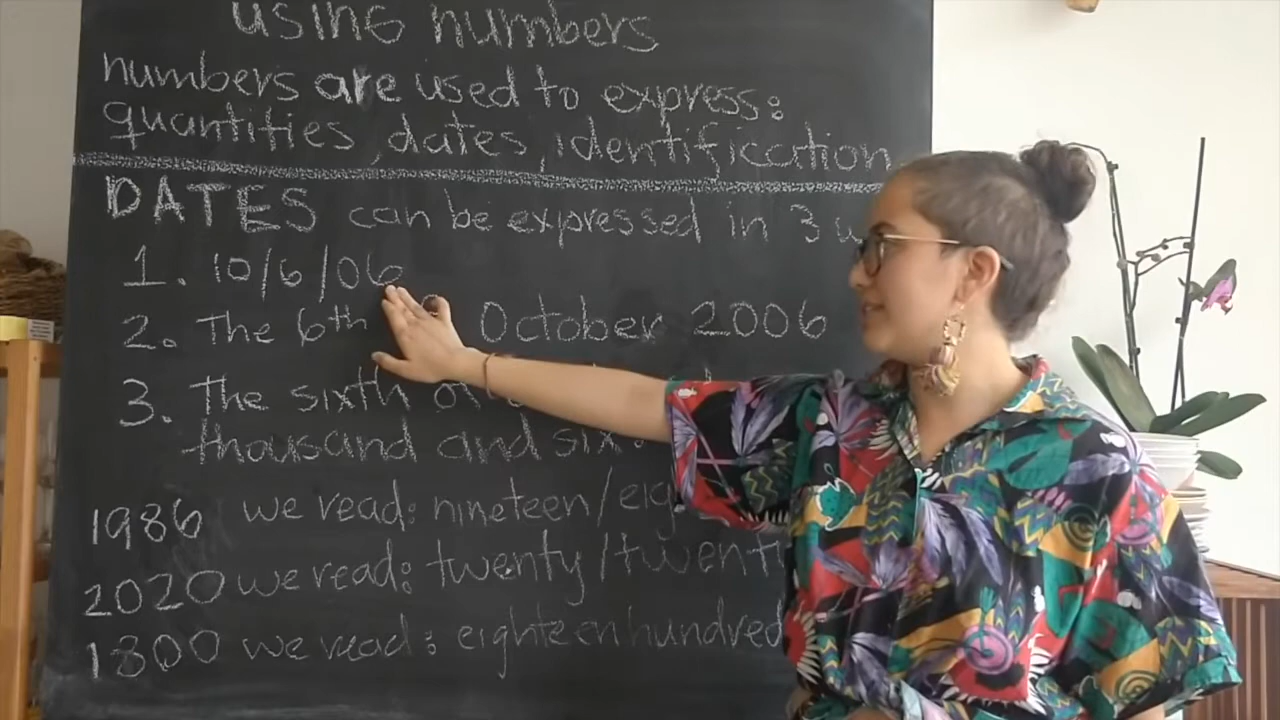 using numbers
numbers are used to express:
quantities, dates, identification
DATES can be expressed in 3
1. 10/6/06
2. The 6th October 2006
3. The sixth
thousand and six.
1986 we read: nineteen/
2020 we read: twenty/
1800 we read: eighteen hundred